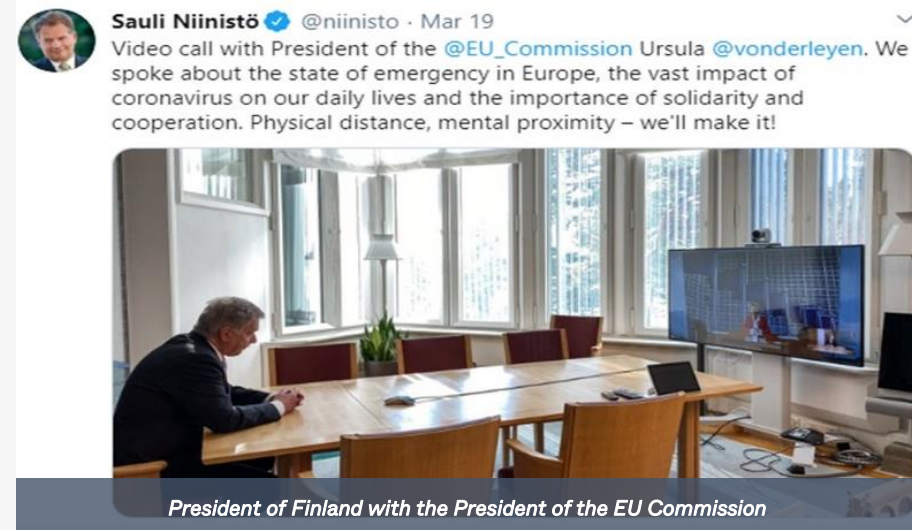 Sauli Niinistö @niinisto · Mar 19
Video call with President of the @EU_Commission Ursula @vonderleyen. We
spoke about the state of emergency in Europe, the vast impact of
coronavirus on our daily lives and the importance of solidarity and
cooperation. Physical distance, mental proximity – we'll make it!
President of Finland with the President of the EU Commission